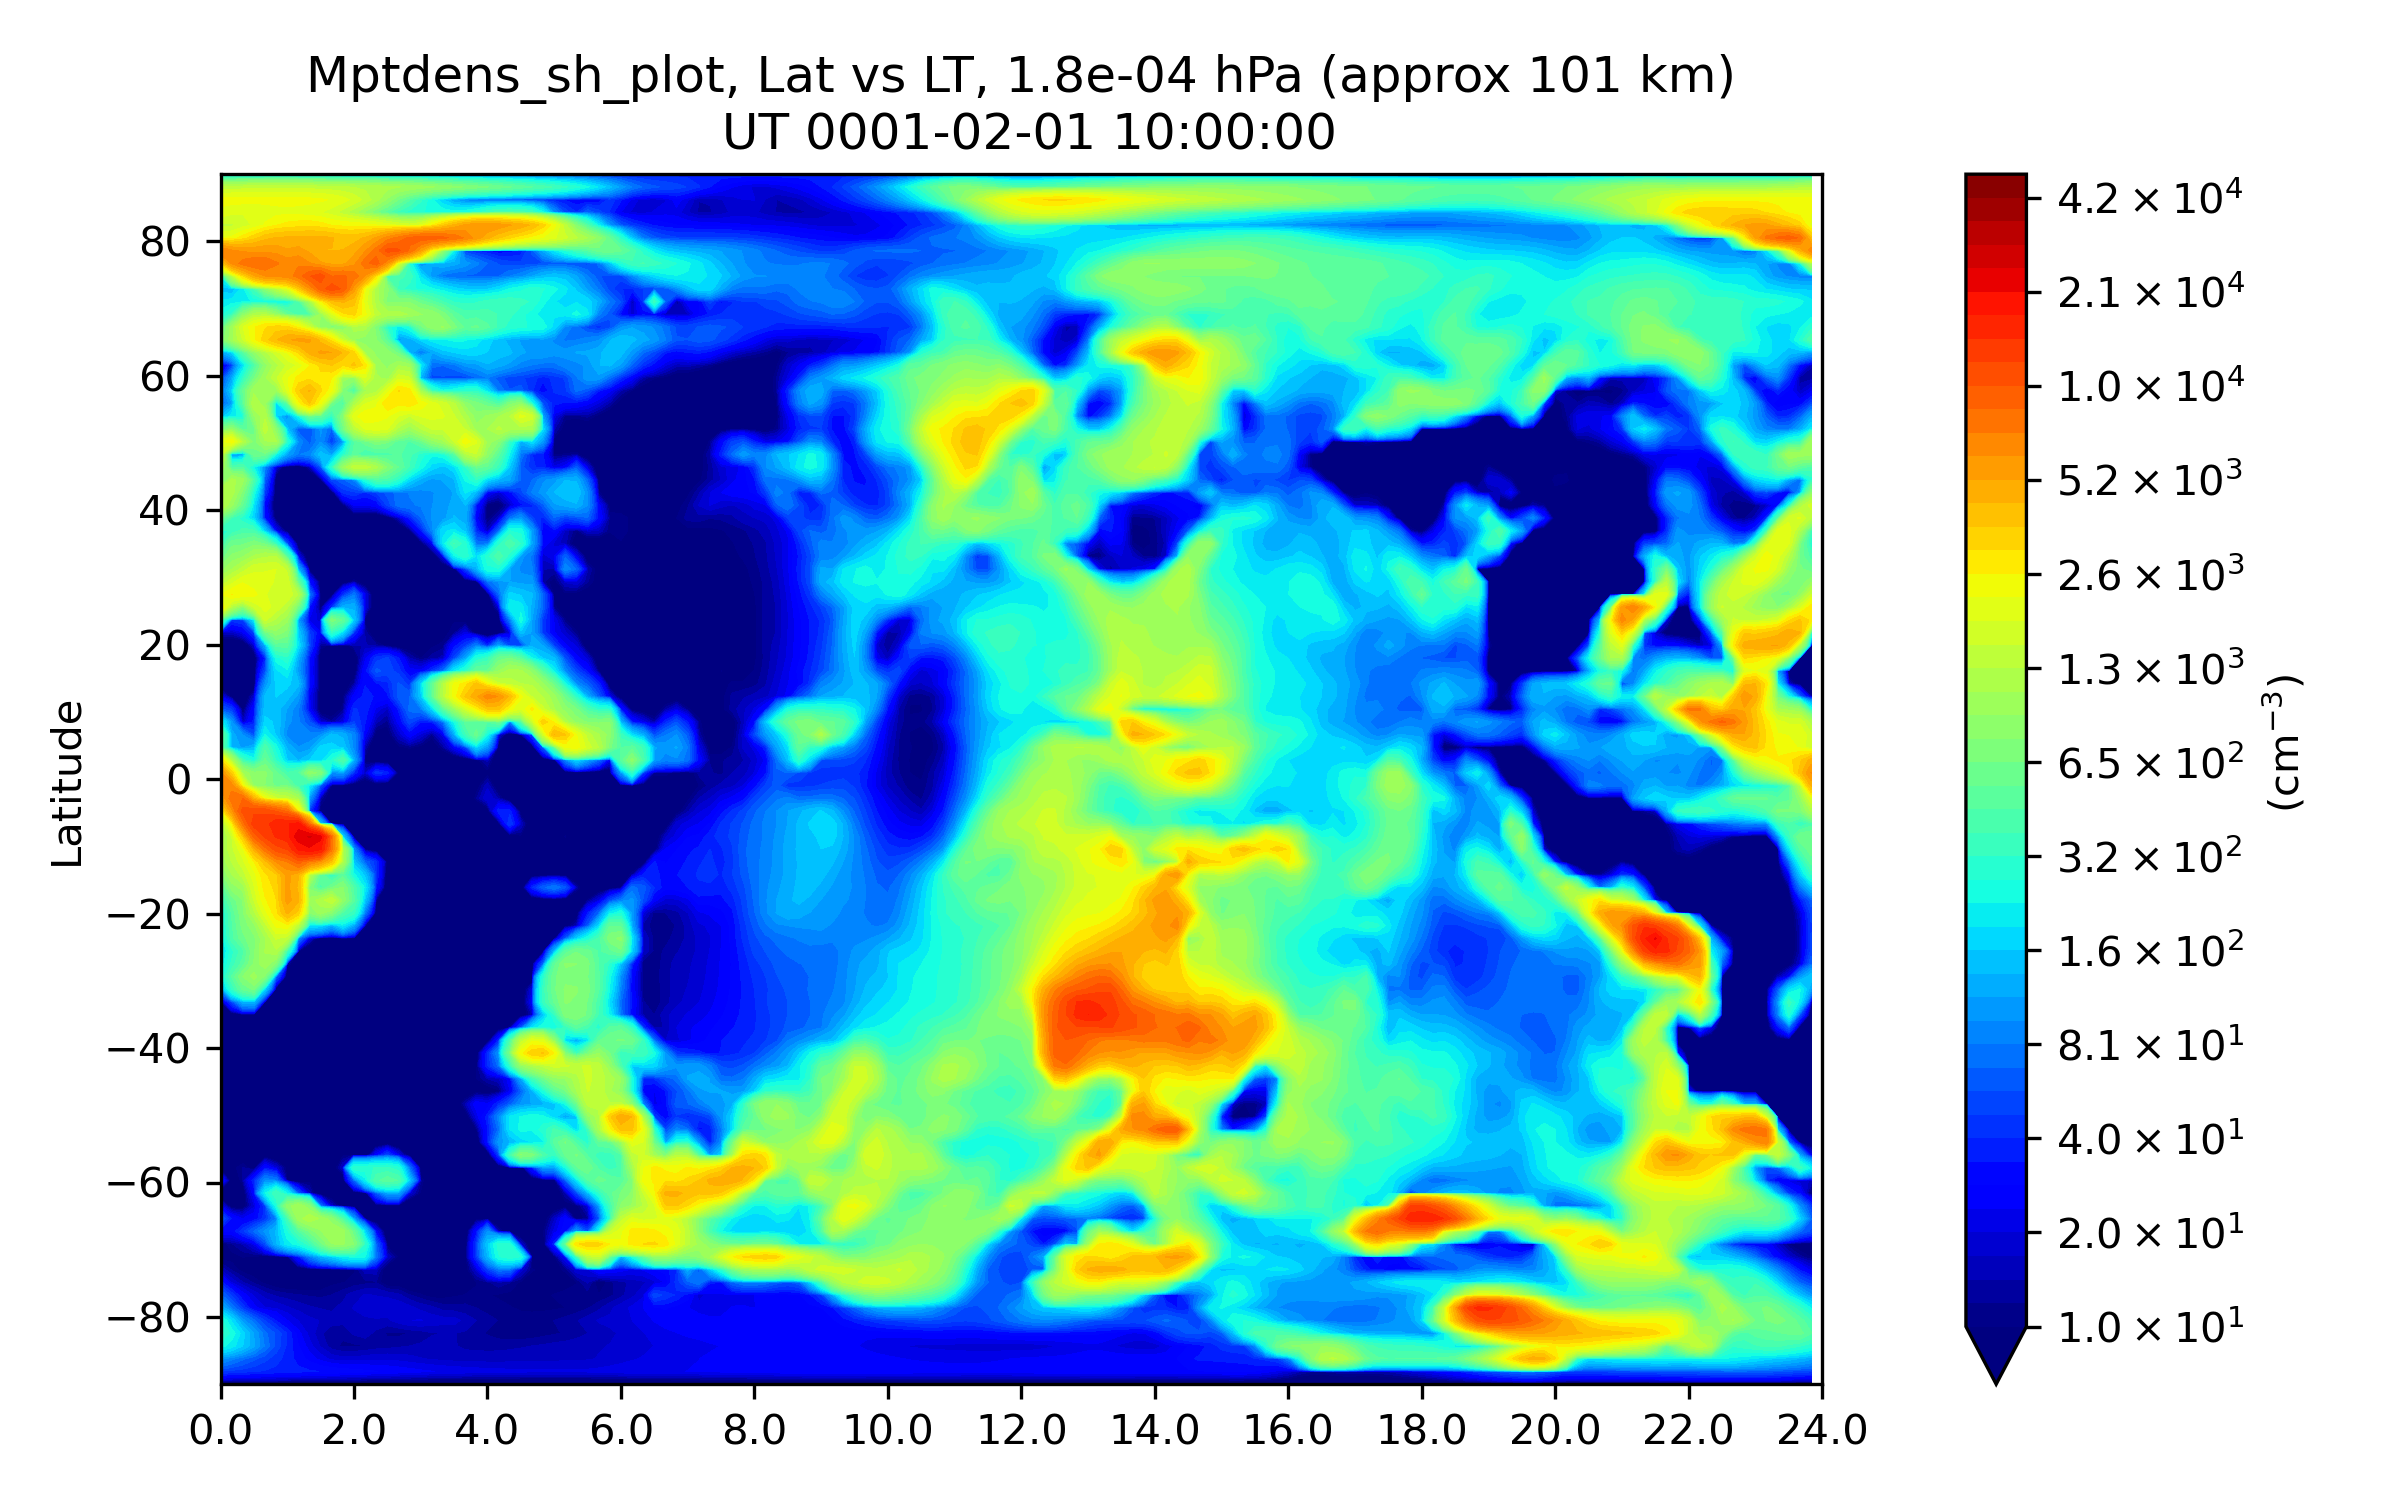 Mptdens_sh_plot, Lat vs LT, 1.8e-04 hPa (approx 101 km)
UT 0001-02-01 10:00:00
Latitude
80
60
40
20
0
−20
−40
−60
−80
0.0 2.0 4.0 6.0 8.0 10.0 12.0 14.0 16.0 18.0 20.0 22.0 24.0
4.2 × 10⁴
2.1 × 10⁴
1.0 × 10⁴
5.2 × 10³
2.6 × 10³
1.3 × 10³
6.5 × 10²
3.2 × 10²
1.6 × 10²
8.1 × 10¹
4.0 × 10¹
2.0 × 10¹
1.0 × 10¹
(cm⁻³)